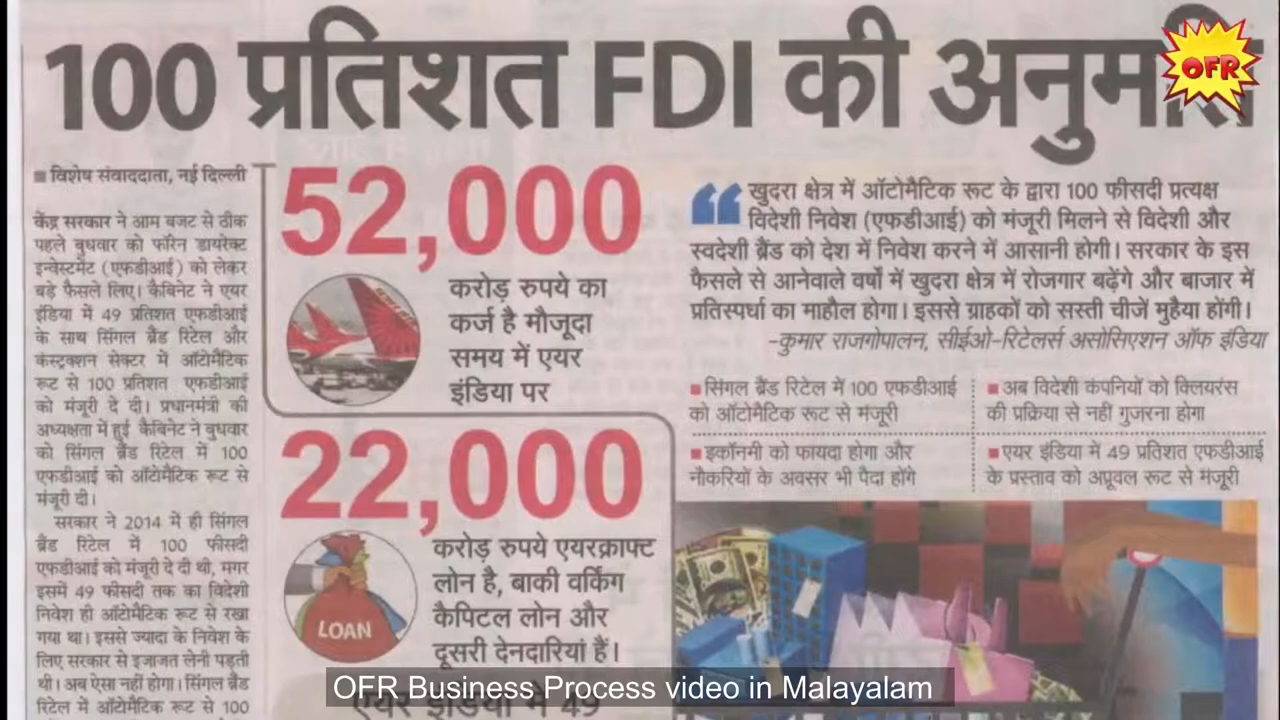 100 प्रतिशत FDI की अनुमति
OFR
■ विशेष संवाददाता, नई दिल्ली
केंद्र सरकार ने आम बजट से ठीक
पहले बुधवार को फॉरेन डायरेक्ट
इन्वेस्टमेंट (एफडीआई) को लेकर
बड़े फैसले लिए। कैबिनेट ने एयर
इंडिया में 49 प्रतिशत एफडीआई
के साथ सिंगल ब्रैंड रिटेल और
कंस्ट्रक्शन सेक्टर में ऑटोमैटिक
रूट से 100 प्रतिशत एफडीआई
को मंजूरी दे दी। प्रधानमंत्री की
अध्यक्षता में हुई कैबिनेट ने बुधवार
को सिंगल ब्रैंड रिटेल में 100
एफडीआई को ऑटोमैटिक रूट से
मंजूरी दी।
सरकार ने 2014 में ही सिंगल
ब्रैंड रिटेल में 100 फीसदी
एफडीआई को मंजूरी दे दी थी, मगर
इसमें 49 फीसदी तक का विदेशी
निवेश ही ऑटोमैटिक रूट से रखा
गया था। इससे ज्यादा के निवेश के
लिए सरकार से इजाजत लेनी पड़ती
थी। अब ऐसा नहीं होगा। सिंगल ब्रैंड
रिटेल में ऑटोमैटिक रूट से 100
52,000
करोड़ रुपये का
कर्ज है मौजूदा
समय में एयर
इंडिया पर
22,000
करोड़ रुपये एयरक्राफ्ट
लोन है, बाकी वर्किंग
कैपिटल लोन और
दूसरी देनदारियां हैं।
LOAN
एयर इंडिया में 49
“खुदरा क्षेत्र में ऑटोमैटिक रूट के द्वारा 100 फीसदी प्रत्यक्ष
विदेशी निवेश (एफडीआई) को मंजूरी मिलने से विदेशी और
स्वदेशी ब्रैंड को देश में निवेश करने में आसानी होगी। सरकार के इस
फैसले से आनेवाले वर्षों में खुदरा क्षेत्र में रोजगार बढ़ेंगे और बाजार में
प्रतिस्पर्धा का माहौल होगा। इससे ग्राहकों को सस्ती चीजें मुहैया होंगी।
-कुमार राजगोपालन, सीईओ-रिटेलर्स असोसिएशन ऑफ इंडिया
■ सिंगल ब्रैंड रिटेल में 100 एफडीआई
को ऑटोमैटिक रूट से मंजूरी
■ अब विदेशी कंपनियों को क्लियरंस
की प्रक्रिया से नहीं गुजरना होगा
■ इकॉनमी को फायदा होगा और
नौकरियों के अवसर भी पैदा होंगे
■ एयर इंडिया में 49 प्रतिशत एफडीआई
के प्रस्ताव को अप्रूवल रूट से मंजूरी
OFR Business Process video in Malayalam